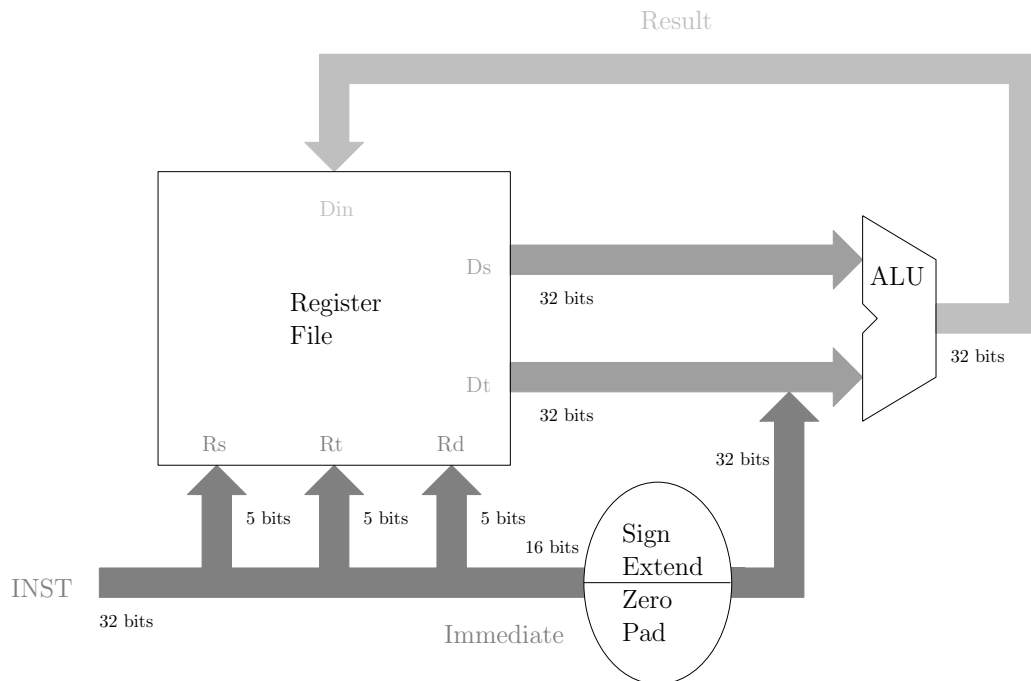 Result
Din
Ds
ALU
Register
File
32 bits
32 bits
Dt
32 bits
Rs
Rt
Rd
32 bits
5 bits
5 bits
5 bits
16 bits
Sign
Extend
INST
Zero
Pad
32 bits
Immediate